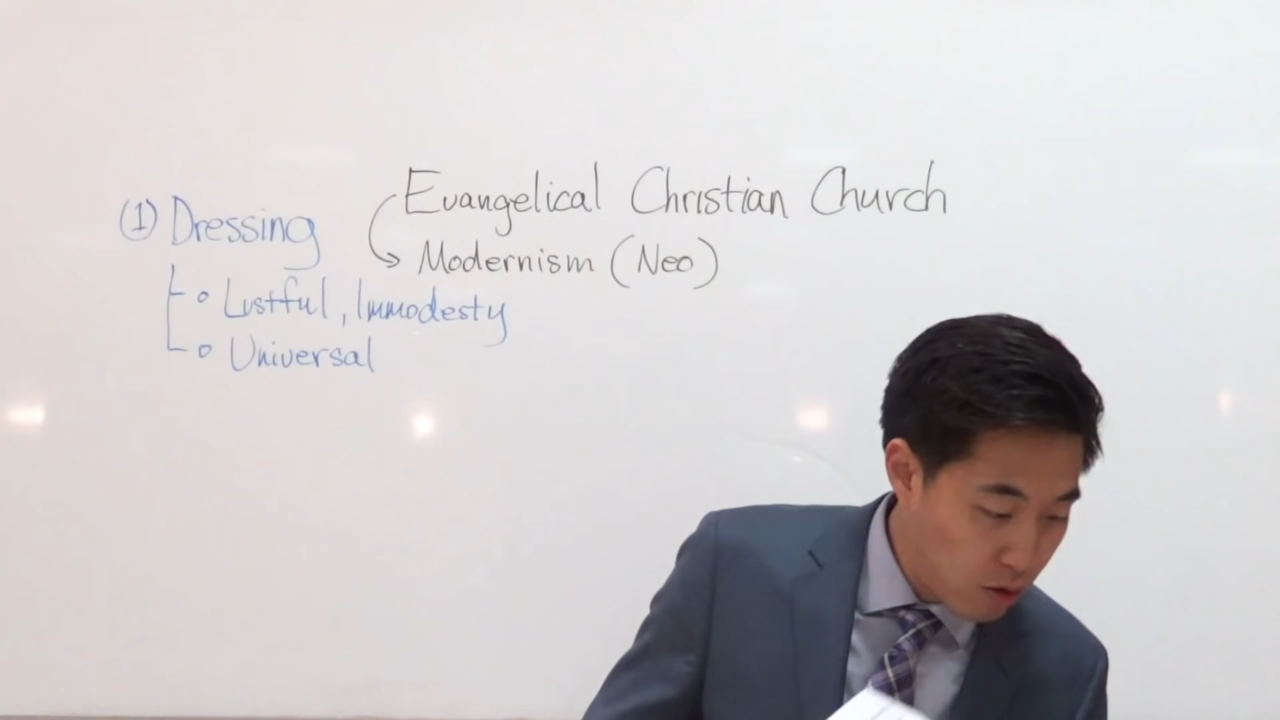 Evangelical Christian Church
Modernism (Neo)
(1) Dressing
Lustful, Immodesty
Universal